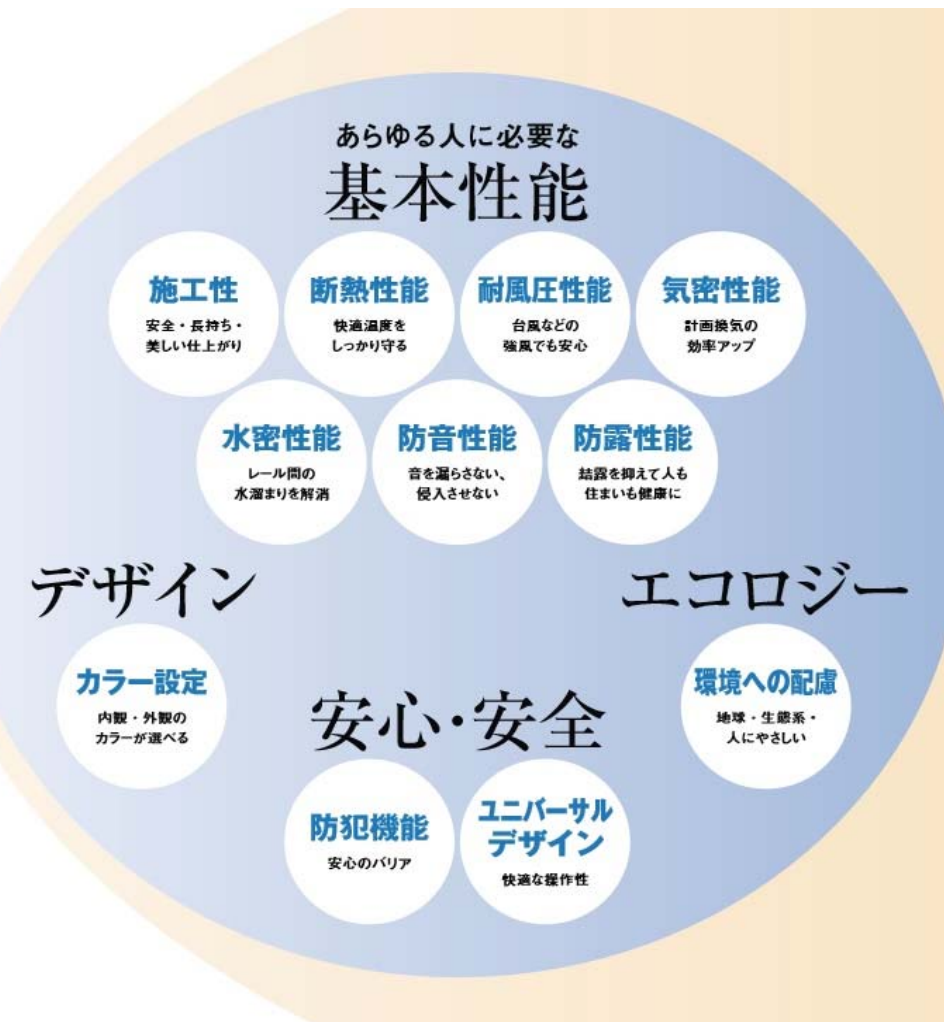 あらゆる人に必要な
基本性能
施工性
安全・長持ち・
美しい仕上がり
断熱性能
快適温度を
しっかり守る
耐風圧性能
台風などの
強風でも安心
気密性能
計画換気の
効率アップ
水密性能
レール間の
水溜まりを解消
防音性能
音を漏らさない、
侵入させない
防露性能
結露を抑えて人も
住まいも健康に
デザイン
カラー設定
内観・外観の
カラーが選べる
エコロジー
環境への配慮
地球・生態系・
人にやさしい
安心・安全
防犯機能
安心のバリア
ユニバーサル
デザイン
快適な操作性